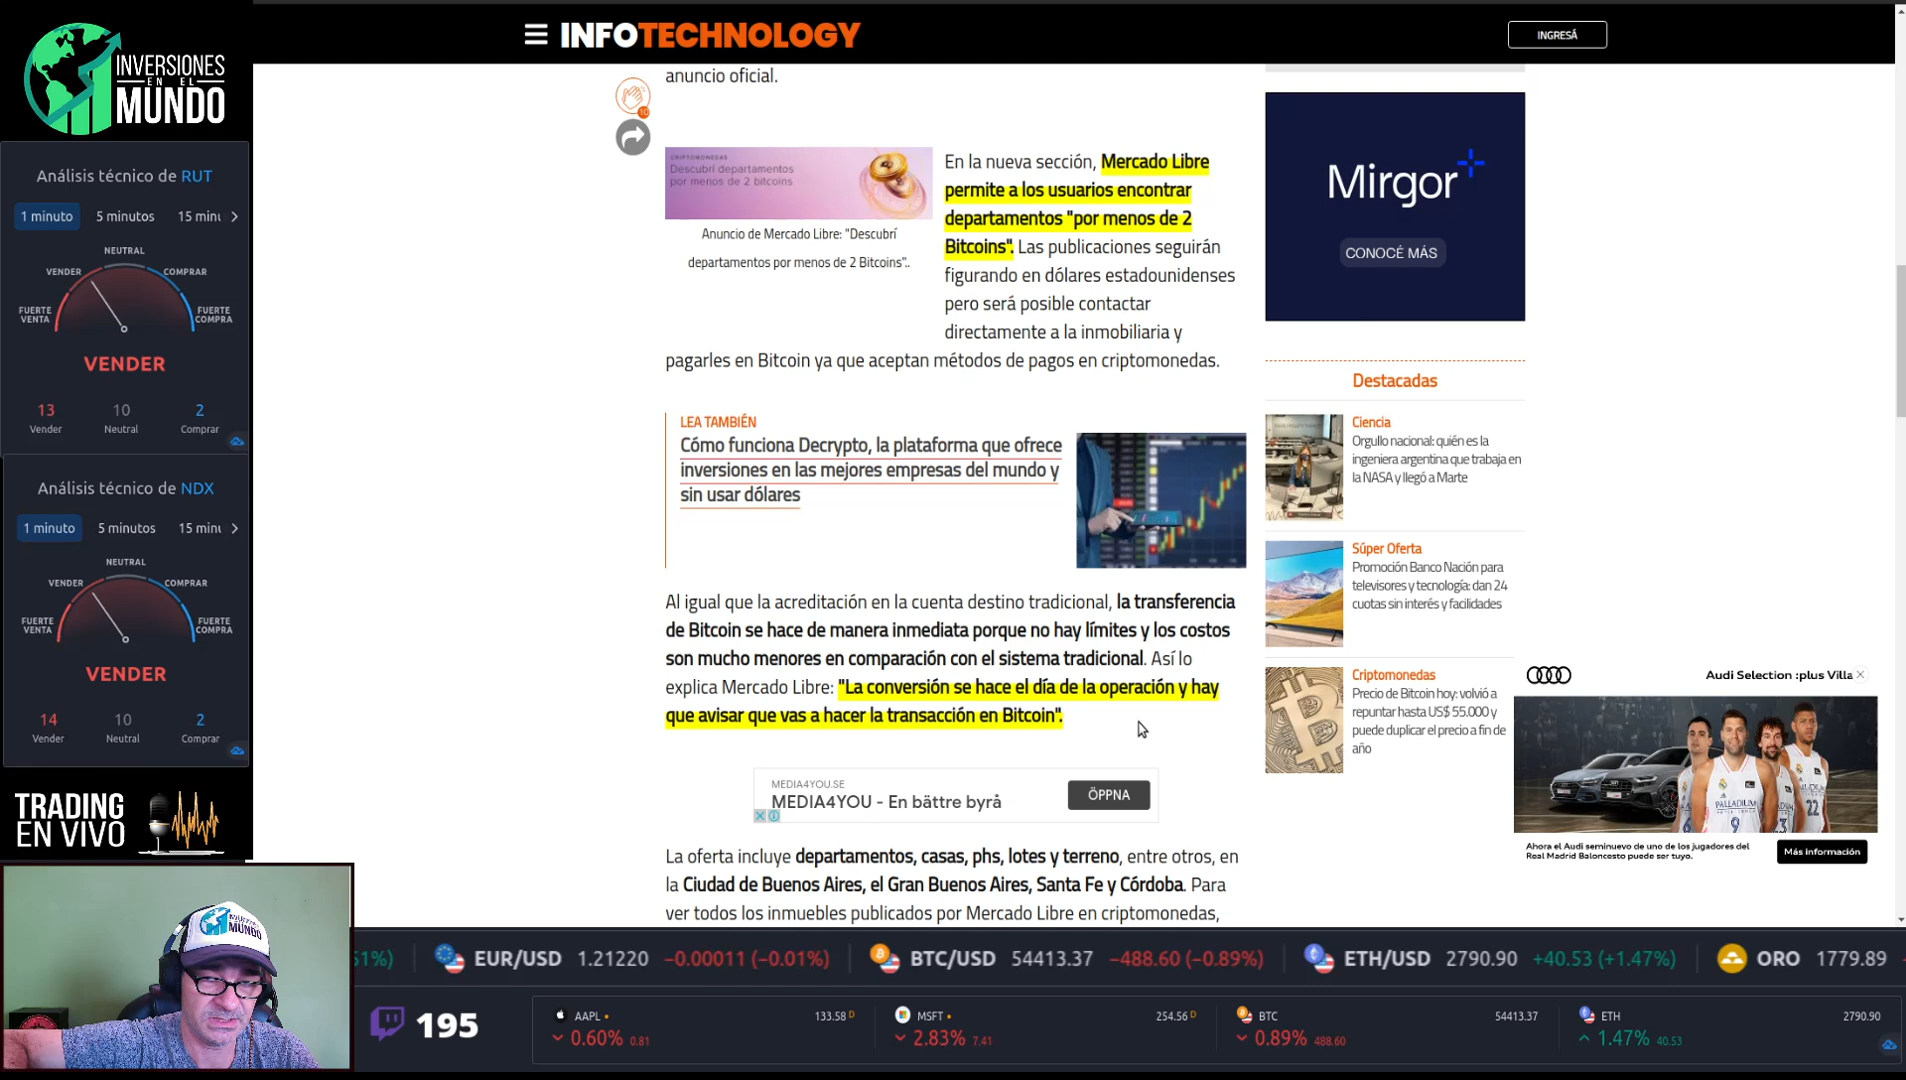 INVERSIONES
EN EL
MUNDO
Análisis técnico de RUT
1 minuto
5 minutos
15 minu
NEUTRAL
VENDER
COMPRAR
FUERTE
VENTA
FUERTE
COMPRA
VENDER
13
10
2
Vender
Neutral
Comprar
Análisis técnico de NDX
1 minuto
5 minutos
15 minu
NEUTRAL
VENDER
COMPRAR
FUERTE
VENTA
FUERTE
COMPRA
VENDER
14
10
2
Vender
Neutral
Comprar
TRADING
EN VIVO
INFOTECHNOLOGY
INGRESÁ
anuncio oficial.
10
CRIPTOMONEDAS
Descubrí departamentos
por menos de 2 bitcoins
Anuncio de Mercado Libre: "Descubrí
departamentos por menos de 2 Bitcoins"..
En la nueva sección, Mercado Libre
permite a los usuarios encontrar
departamentos "por menos de 2
Bitcoins". Las publicaciones seguirán
figurando en dólares estadounidenses
pero será posible contactar
directamente a la inmobiliaria y
pagarles en Bitcoin ya que aceptan métodos de pagos en criptomonedas.
LEA TAMBIÉN
Cómo funciona Decrypto, la plataforma que ofrece
inversiones en las mejores empresas del mundo y
sin usar dólares
Al igual que la acreditación en la cuenta destino tradicional, la transferencia
de Bitcoin se hace de manera inmediata porque no hay límites y los costos
son mucho menores en comparación con el sistema tradicional. Así lo
explica Mercado Libre: "La conversión se hace el día de la operación y hay
que avisar que vas a hacer la transacción en Bitcoin".
MEDIA4YOU.SE
MEDIA4YOU - En bättre byrå
ÖPPNA
La oferta incluye departamentos, casas, phs, lotes y terreno, entre otros, en
la Ciudad de Buenos Aires, el Gran Buenos Aires, Santa Fe y Córdoba. Para
ver todos los inmuebles publicados por Mercado Libre en criptomonedas,
Mirgor
CONOCÉ MÁS
Destacadas
Ciencia
Orgullo nacional: quién es la
ingeniera argentina que trabaja en
la NASA y llegó a Marte
Súper Oferta
Promoción Banco Nación para
televisores y tecnología: dan 24
cuotas sin interés y facilidades
Criptomonedas
Precio de Bitcoin hoy: volvió a
repuntar hasta US$ 55.000 y
puede duplicar el precio a fin de
año
Audi Selection :plus Villa
PALLADIUM
9
22
Ahora el Audi seminuevo de uno de los jugadores del
Real Madrid Baloncesto puede ser tuyo.
Más información
MUNDO
51%)
EUR/USD 1.21220 −0.00011 (−0.01%)
BTC/USD 54413.37 −488.60 (−0.89%)
ETH/USD 2790.90 +40.53 (+1.47%)
ORO 1779.89
195
AAPL 133.58 D
0.60% 0.81
MSFT 254.56 D
2.83% 7.41
BTC 54413.37
0.89% 488.60
ETH 2790.90
1.47% 40.53